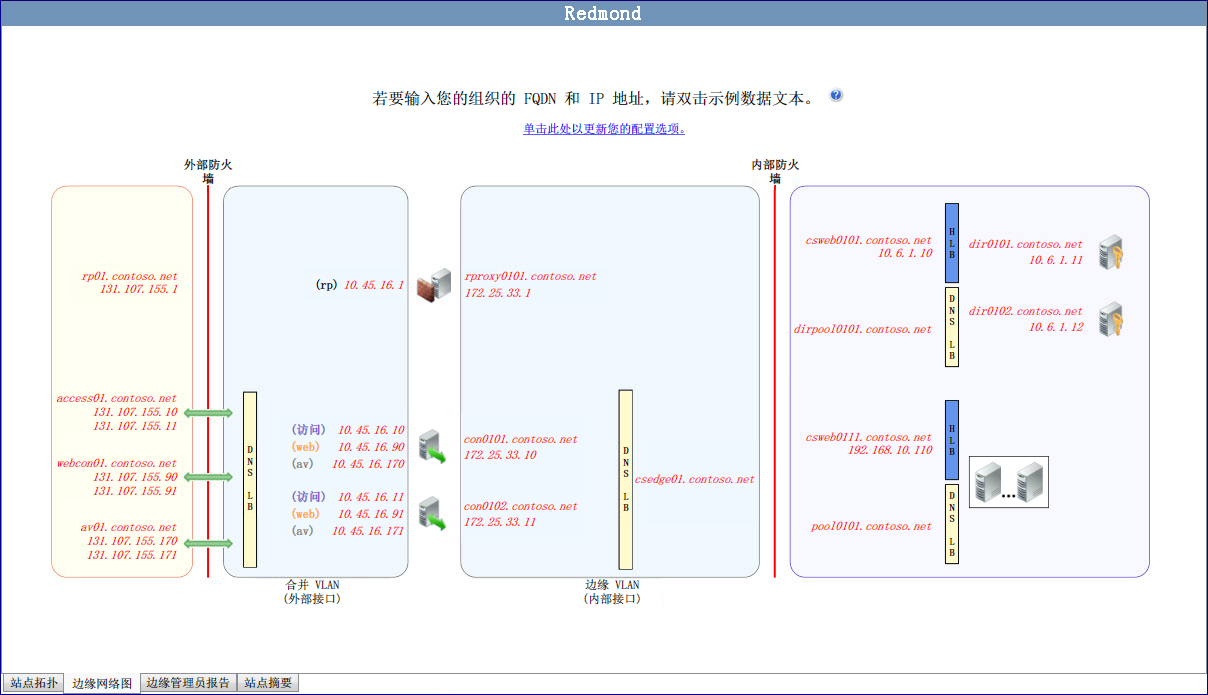 Redmond
若要输入您的组织的 FQDN 和 IP 地址，请双击示例数据文本。
单击此处以更新您的配置选项。
外部防火
墙
内部防火
墙
rp01.contoso.net
131.107.155.1
access01.contoso.net
131.107.155.10
131.107.155.11
webcon01.contoso.net
131.107.155.90
131.107.155.91
av01.contoso.net
131.107.155.170
131.107.155.171
DNS LB
(rp) 10.45.16.1
(访问) 10.45.16.10
(web) 10.45.16.90
(av) 10.45.16.170
(访问) 10.45.16.11
(web) 10.45.16.91
(av) 10.45.16.171
合并 VLAN
(外部接口)
rproxy0101.contoso.net
172.25.33.1
con0101.contoso.net
172.25.33.10
con0102.contoso.net
172.25.33.11
DNS LB
csedge01.contoso.net
边缘 VLAN
(内部接口)
csweb0101.contoso.net
10.6.1.10
HLB
dir0101.contoso.net
10.6.1.11
dirpool0101.contoso.net
DNS LB
dir0102.contoso.net
10.6.1.12
csweb0111.contoso.net
192.168.10.110
HLB
...
pool0101.contoso.net
DNS LB
站点拓扑
边缘网络图
边缘管理员报告
站点摘要